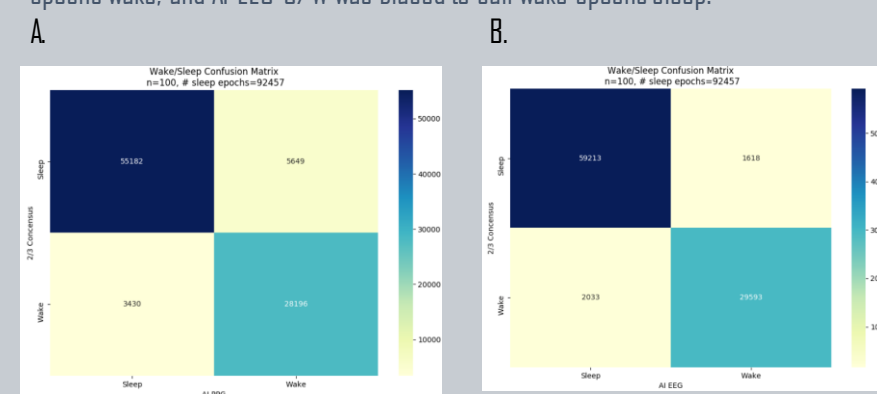 A.
B.
Wake/Sleep Confusion Matrix
n=100, # sleep epochs=92457
Sleep
55182
5649
2/3 Concensus
Wake
3430
28196
Sleep
Wake
50000
40000
30000
20000
10000
Wake/Sleep Confusion Matrix
n=100, # sleep epochs=92457
Sleep
59213
1618
2/3 Concensus
Wake
2033
29593
Sleep
Wake
AI EEG